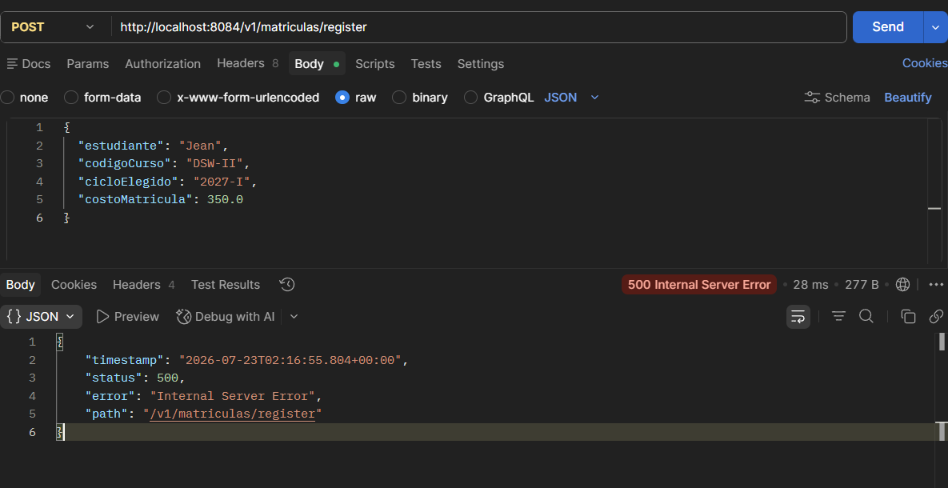 POST http://localhost:8084/v1/matriculas/register Send
Docs Params Authorization Headers 8 Body Scripts Tests Settings Cookies
none form-data x-www-form-urlencoded raw binary GraphQL JSON Schema Beautify
1 {
2 "estudiante": "Jean",
3 "codigoCurso": "DSW-II",
4 "cicloElegido": "2027-I",
5 "costoMatricula": 350.0
6 }
Body Cookies Headers 4 Test Results 500 Internal Server Error • 28 ms • 277 B •
{} JSON Preview Debug with AI
1 {
2 "timestamp": "2026-07-23T02:16:55.804+00:00",
3 "status": 500,
4 "error": "Internal Server Error",
5 "path": "/v1/matriculas/register"
6 }